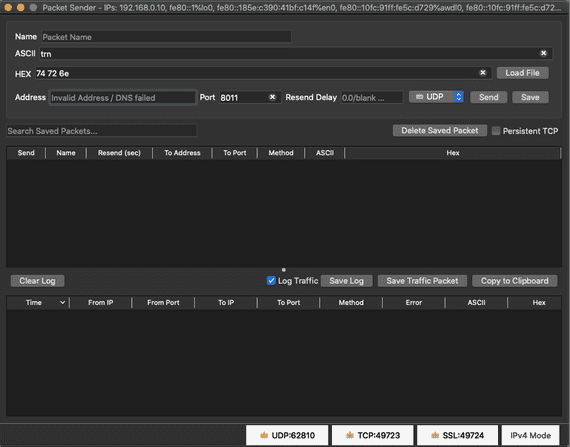 Packet Sender - IPs: 192.168.0.10, fe80::1%lo0, fe80::185e:c390:41bf:c14f%en0, fe80::10fc:91ff:fe5c:d729%awdl0, fe80::10fc:91ff:fe5c:d72...
Name Packet Name
ASCII trn
HEX 74 72 6e Load File
Address Invalid Address / DNS failed Port 8011 Resend Delay 0.0/blank ... UDP Send Save
Search Saved Packets... Delete Saved Packet Persistent TCP
Send Name Resend (sec) To Address To Port Method ASCII Hex
Clear Log Log Traffic Save Log Save Traffic Packet Copy to Clipboard
Time From IP From Port To IP To Port Method Error ASCII Hex
UDP:62810 TCP:49723 SSL:49724 IPv4 Mode